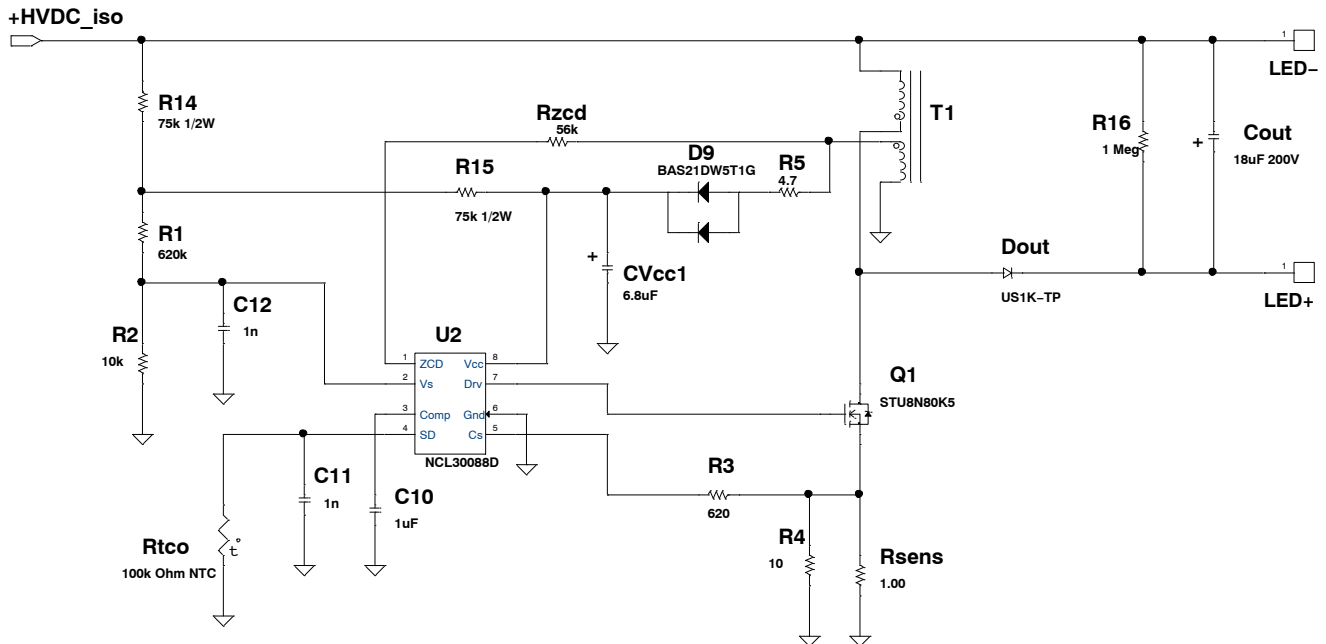 +HVDC_iso
1
LED−
R14
75k 1/2W
Rzcd
56k
T1
R16
1 Meg
+
Cout
18uF 200V
R15
75k 1/2W
D9
BAS21DW5T1G
R5
4.7
R1
620k
+
CVcc1
6.8uF
Dout
US1K−TP
1
LED+
C12
1n
R2
10k
U2
1
ZCD
Vcc
8
2
Vs
Drv
7
3
Comp
Gnd
6
4
SD
Cs
5
NCL30088D
Q1
STU8N80K5
C11
1n
C10
1uF
R3
620
R4
10
Rsens
1.00
Rtco
t°
100k Ohm NTC